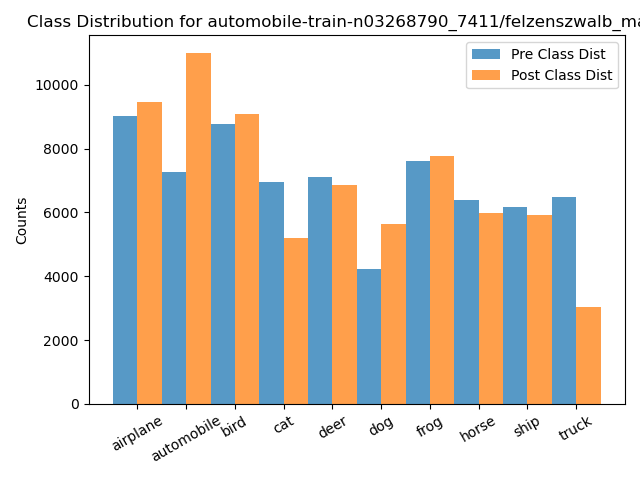 Class Distribution for automobile-train-n03268790_7411/felzenszwalb_ma
Pre Class Dist
Post Class Dist
Counts
10000
8000
6000
4000
2000
0
airplane
automobile
bird
cat
deer
dog
frog
horse
ship
truck